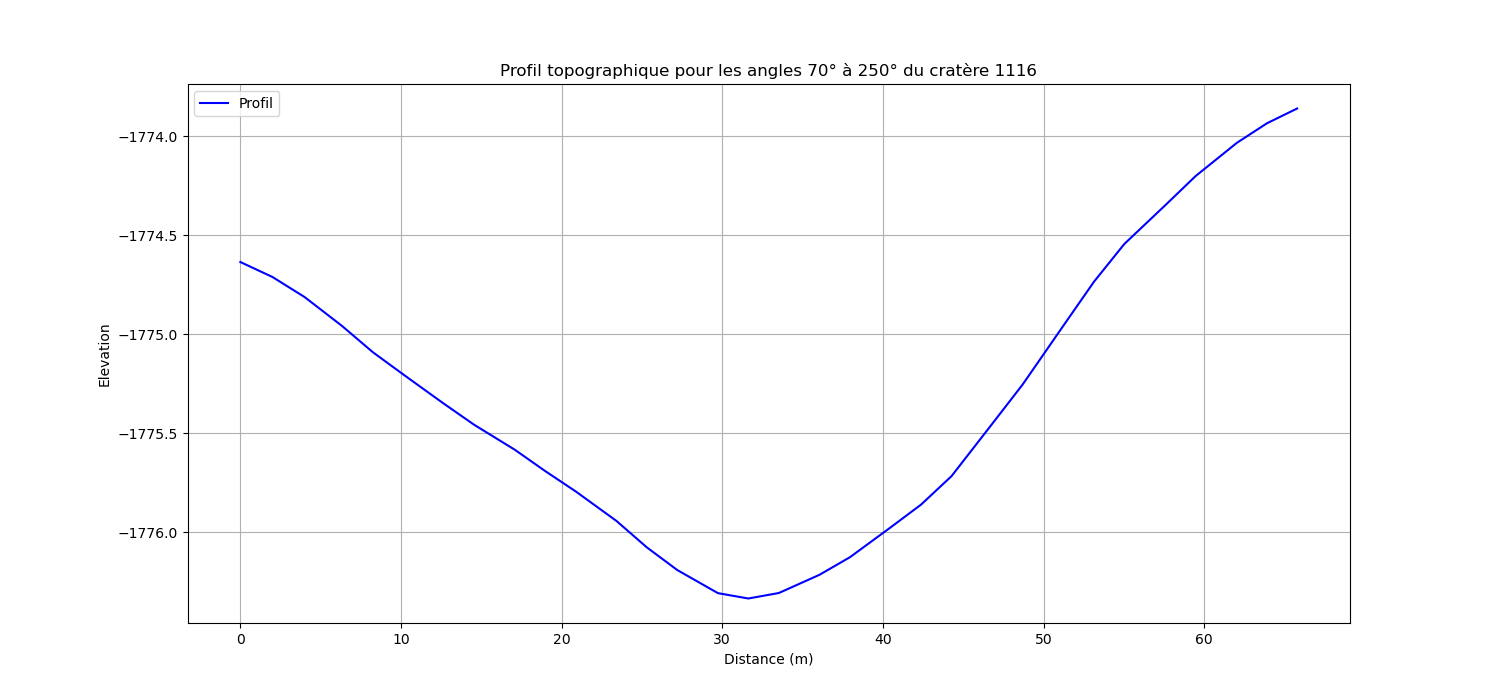 Profil topographique pour les angles 70° à 250° du cratère 1116
Profil
−1774.0
−1774.5
−1775.0
−1775.5
−1776.0
Elevation
0 10 20 30 40 50 60
Distance (m)